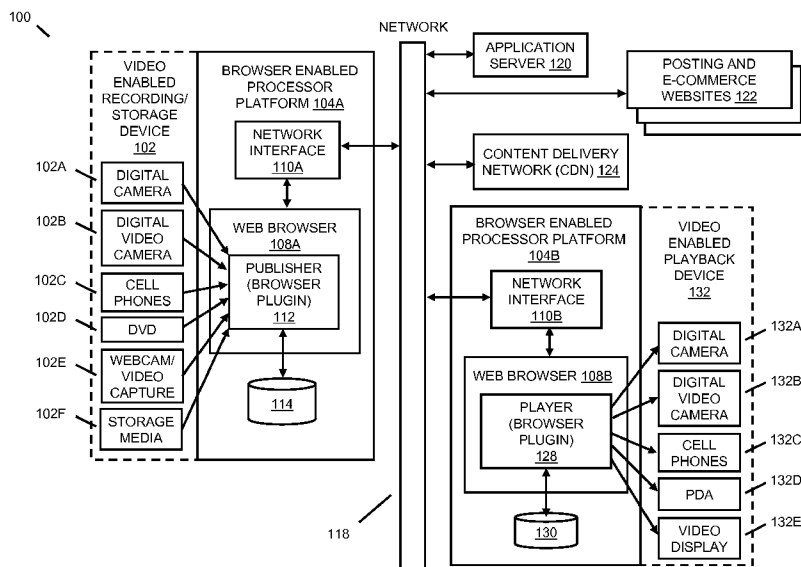 100
VIDEO
ENABLED
RECORDING/
STORAGE
DEVICE
102
102A
DIGITAL
CAMERA
102B
DIGITAL
VIDEO
CAMERA
102C
CELL
PHONES
102D
DVD
102E
WEBCAM/
VIDEO
CAPTURE
102F
STORAGE
MEDIA
BROWSER ENABLED
PROCESSOR
PLATFORM 104A
NETWORK
INTERFACE
110A
WEB BROWSER
108A
PUBLISHER
(BROWSER
PLUGIN)
112
114
NETWORK
118
APPLICATION
SERVER 120
POSTING AND
E-COMMERCE
WEBSITES 122
CONTENT DELIVERY
NETWORK (CDN) 124
BROWSER ENABLED
PROCESSOR PLATFORM
104B
NETWORK
INTERFACE
110B
WEB BROWSER 108B
PLAYER
(BROWSER
PLUGIN)
128
130
VIDEO
ENABLED
PLAYBACK
DEVICE
132
DIGITAL
CAMERA
132A
DIGITAL
VIDEO
CAMERA
132B
CELL
PHONES
132C
PDA
132D
VIDEO
DISPLAY
132E